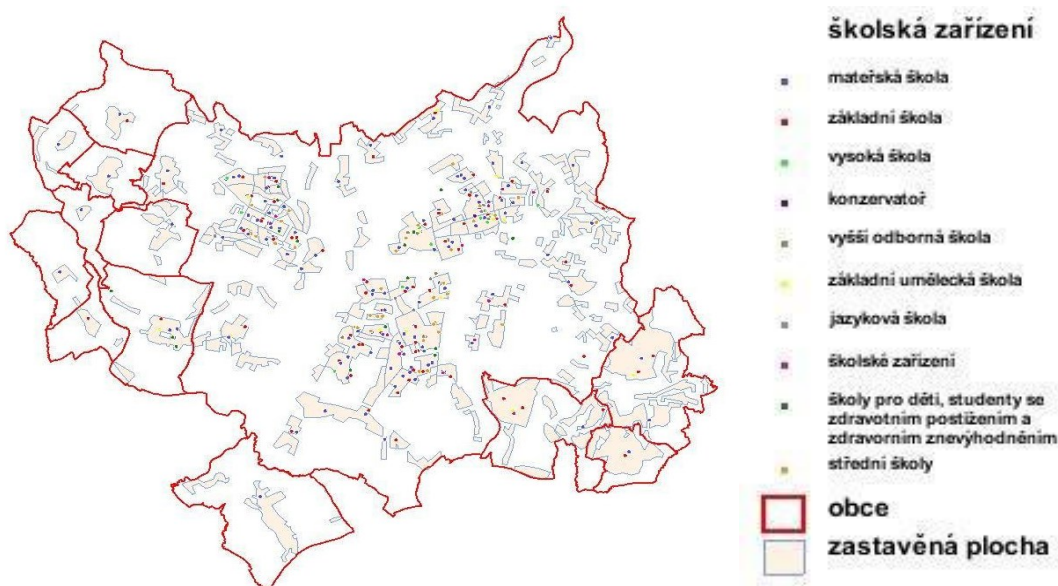 školská zařízení
mateřská škola
základní škola
vysoká škola
konzervatoř
vyšší odborná škola
základní umělecká škola
jazyková škola
školské zařízení
školy pro děti, studenty se
zdravotním postižením a
zdravorním znevýhodněním
střední školy
obce
zastavěná plocha